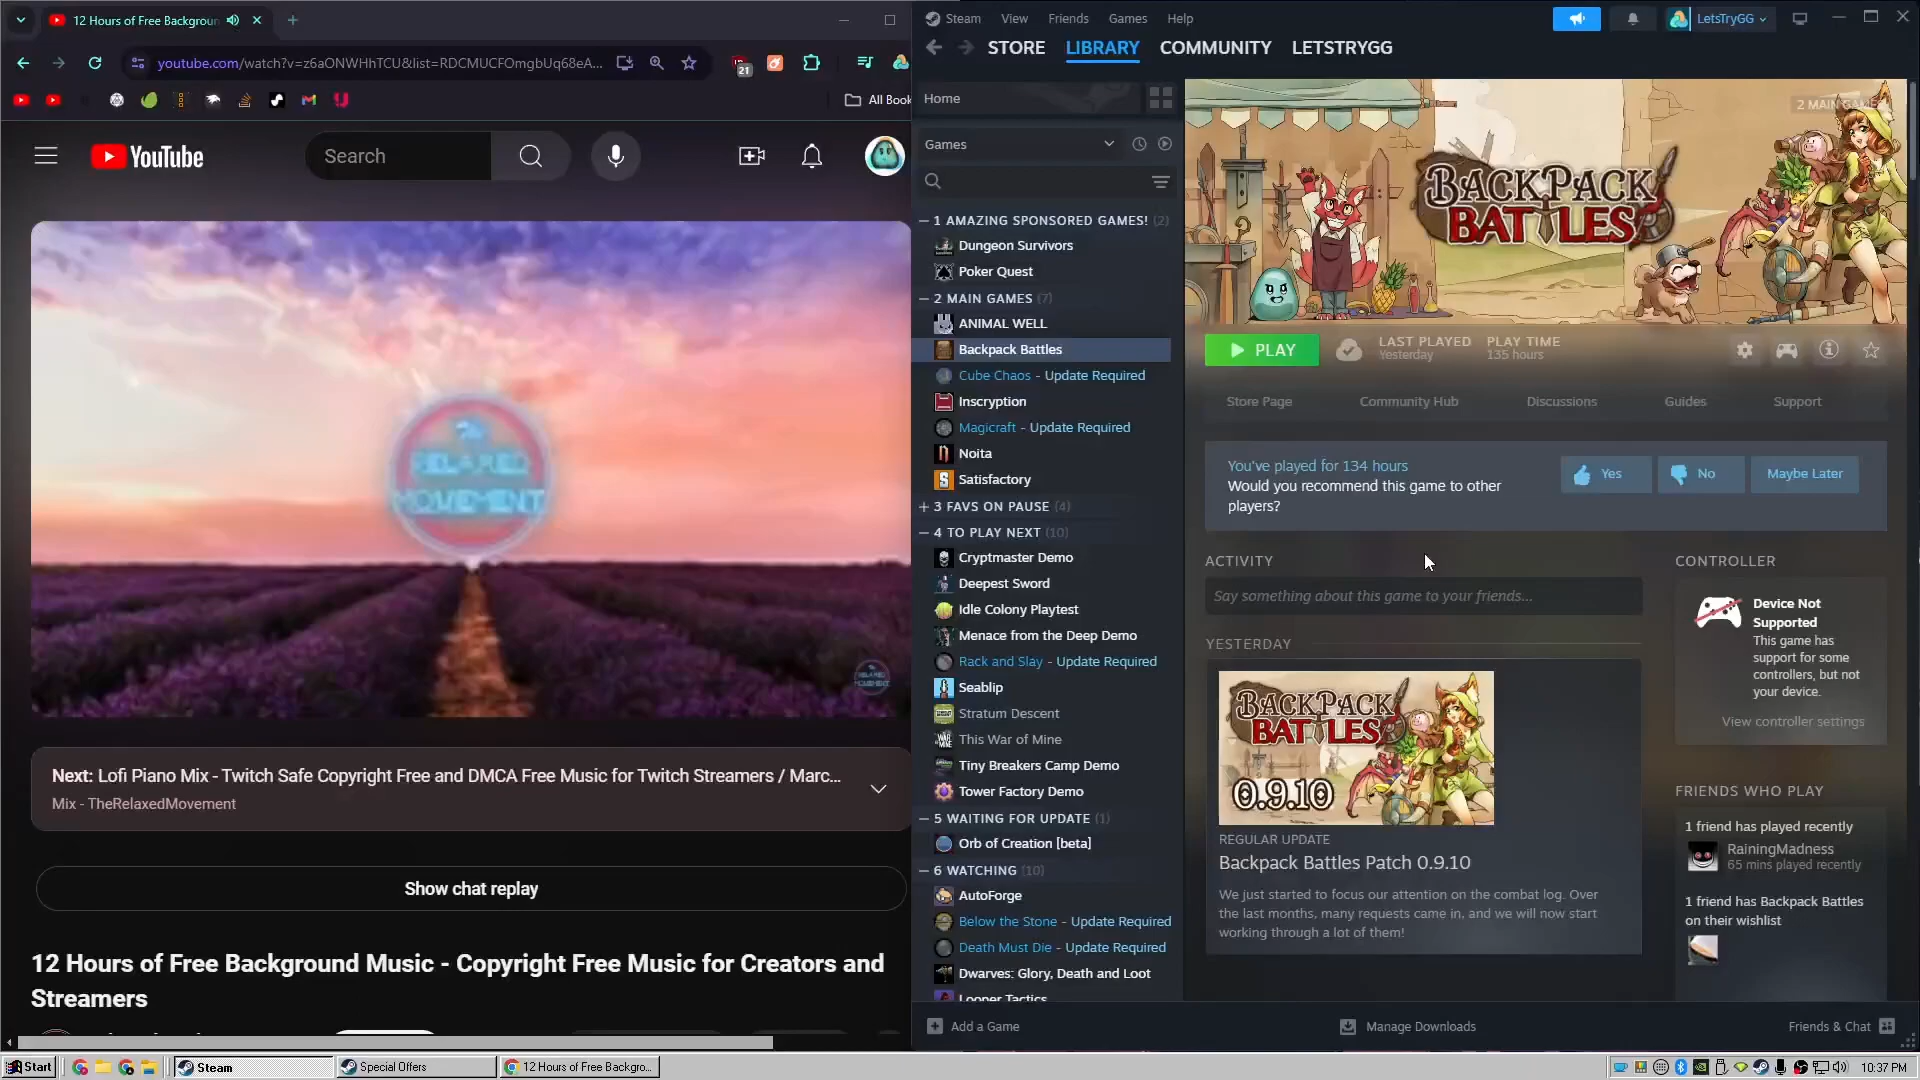 12 Hours of Free Backgroun
youtube.com/watch?v=z6aONWHhTCU&list=RDCMUCFOmgbUq68eA...
21
All Book
YouTube
Search
RELAXED
MOVEMENT
Next: Lofi Piano Mix - Twitch Safe Copyright Free and DMCA Free Music for Twitch Streamers / Marc...
Mix - TheRelaxedMovement
Show chat replay
12 Hours of Free Background Music - Copyright Free Music for Creators and
Streamers
Steam
View
Friends
Games
Help
LetsTryGG
STORE
LIBRARY
COMMUNITY
LETSTRYGG
Home
Games
1 AMAZING SPONSORED GAMES! (2)
Dungeon Survivors
Poker Quest
2 MAIN GAMES (7)
ANIMAL WELL
Backpack Battles
Cube Chaos - Update Required
Inscryption
Magicraft - Update Required
Noita
Satisfactory
3 FAVS ON PAUSE (4)
4 TO PLAY NEXT (10)
Cryptmaster Demo
Deepest Sword
Idle Colony Playtest
Menace from the Deep Demo
Rack and Slay - Update Required
Seablip
Stratum Descent
This War of Mine
Tiny Breakers Camp Demo
Tower Factory Demo
5 WAITING FOR UPDATE (1)
Orb of Creation [beta]
6 WATCHING (10)
AutoForge
Below the Stone - Update Required
Death Must Die - Update Required
Dwarves: Glory, Death and Loot
Looper Tactics
2 MAIN GAMES
BACKPACK
BATTLES
PLAY
LAST PLAYED
Yesterday
PLAY TIME
135 hours
Store Page
Community Hub
Discussions
Guides
Support
You've played for 134 hours
Would you recommend this game to other
players?
Yes
No
Maybe Later
ACTIVITY
Say something about this game to your friends...
YESTERDAY
BACKPACK
BATTLES
0.9.10
REGULAR UPDATE
Backpack Battles Patch 0.9.10
We just started to focus our attention on the combat log. Over
the last months, many requests came in, and we will now start
working through a lot of them!
CONTROLLER
Device Not
Supported
This game has
support for some
controllers, but not
your device.
View controller settings
FRIENDS WHO PLAY
1 friend has played recently
RainingMadness
65 mins played recently
1 friend has Backpack Battles
on their wishlist
Add a Game
Manage Downloads
Friends & Chat
Start
Steam
Special Offers
12 Hours of Free Backgro...
10:37 PM